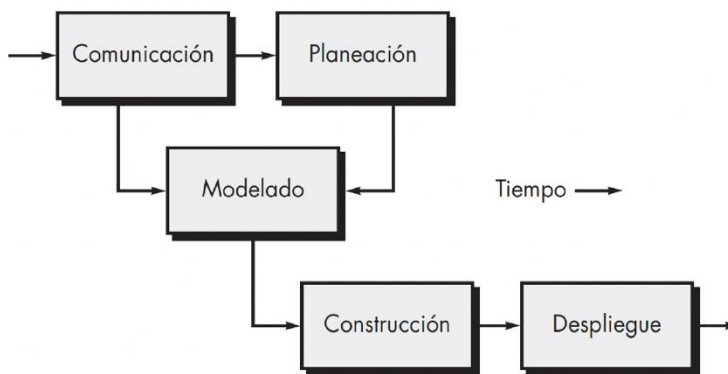 Comunicación
Planeación
Modelado
Tiempo
Construcción
Despliegue